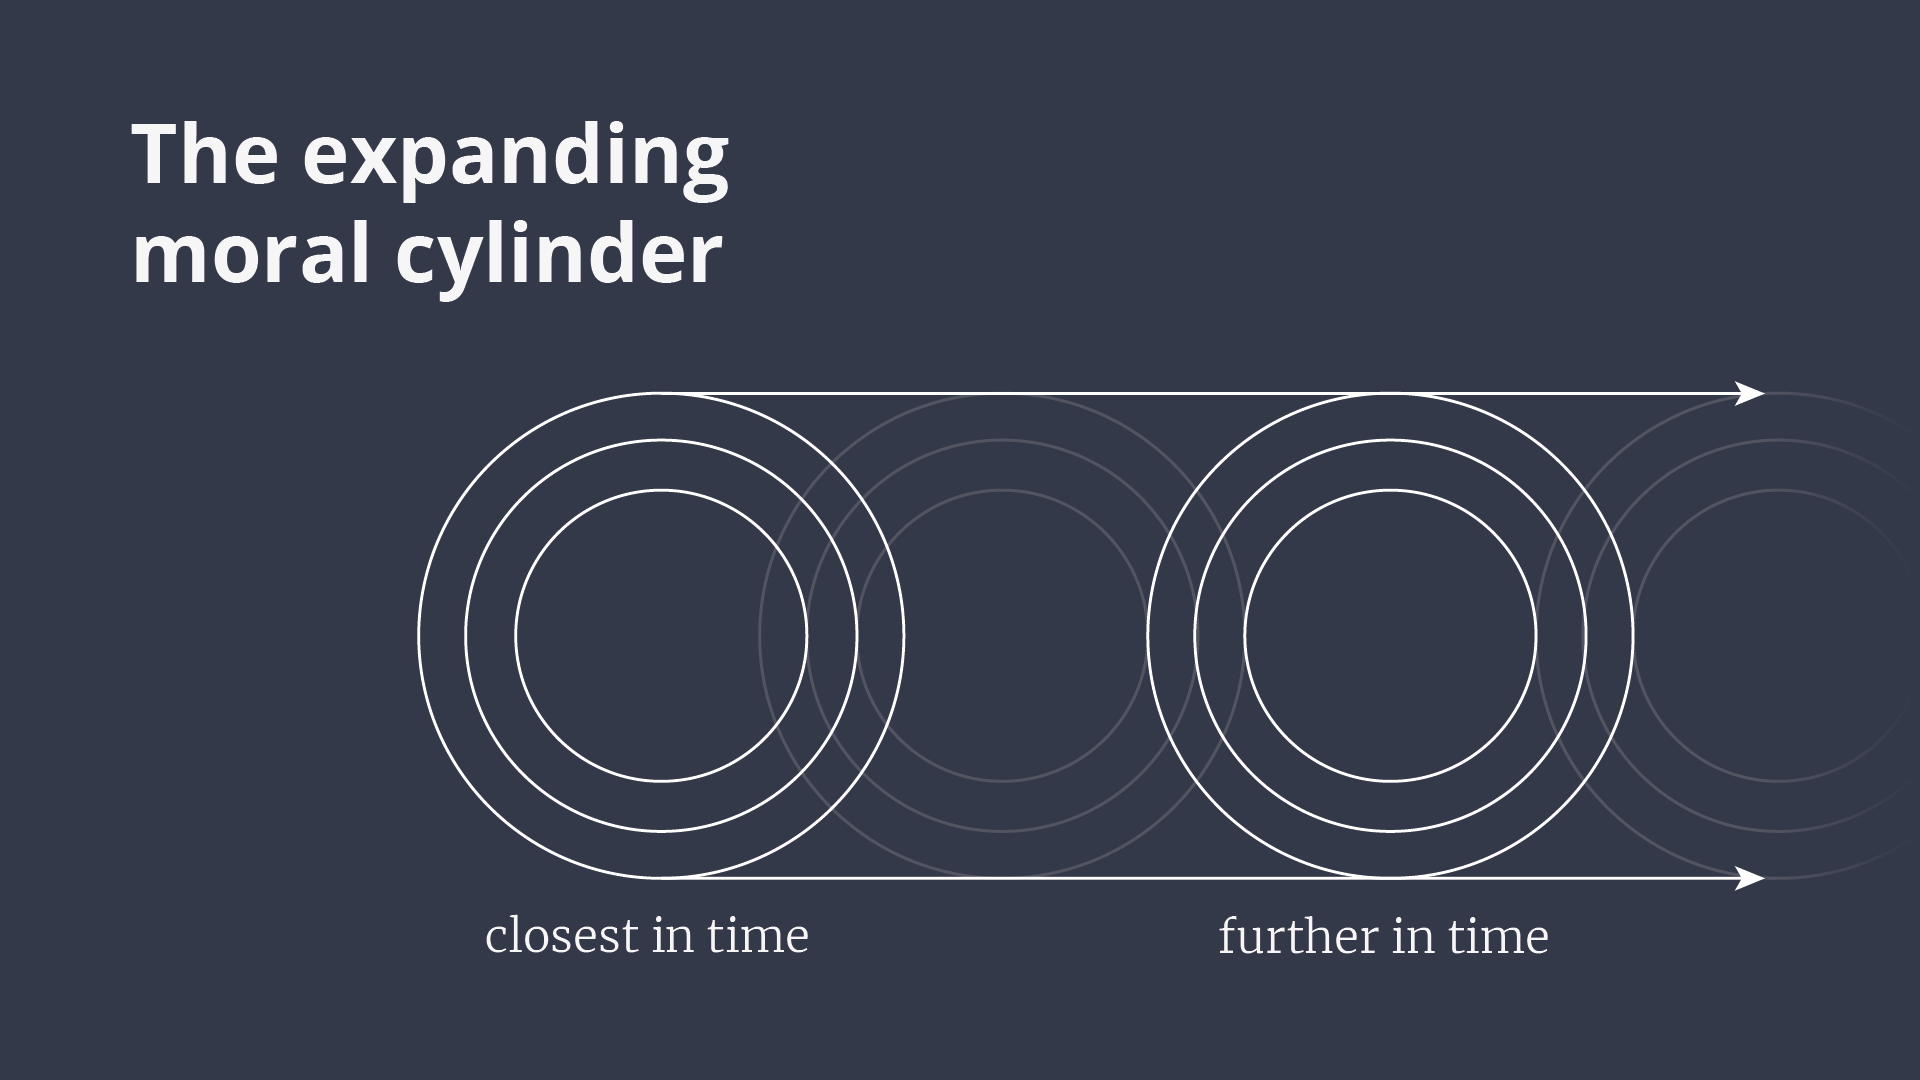 The expanding
moral cylinder
closest in time
further in time